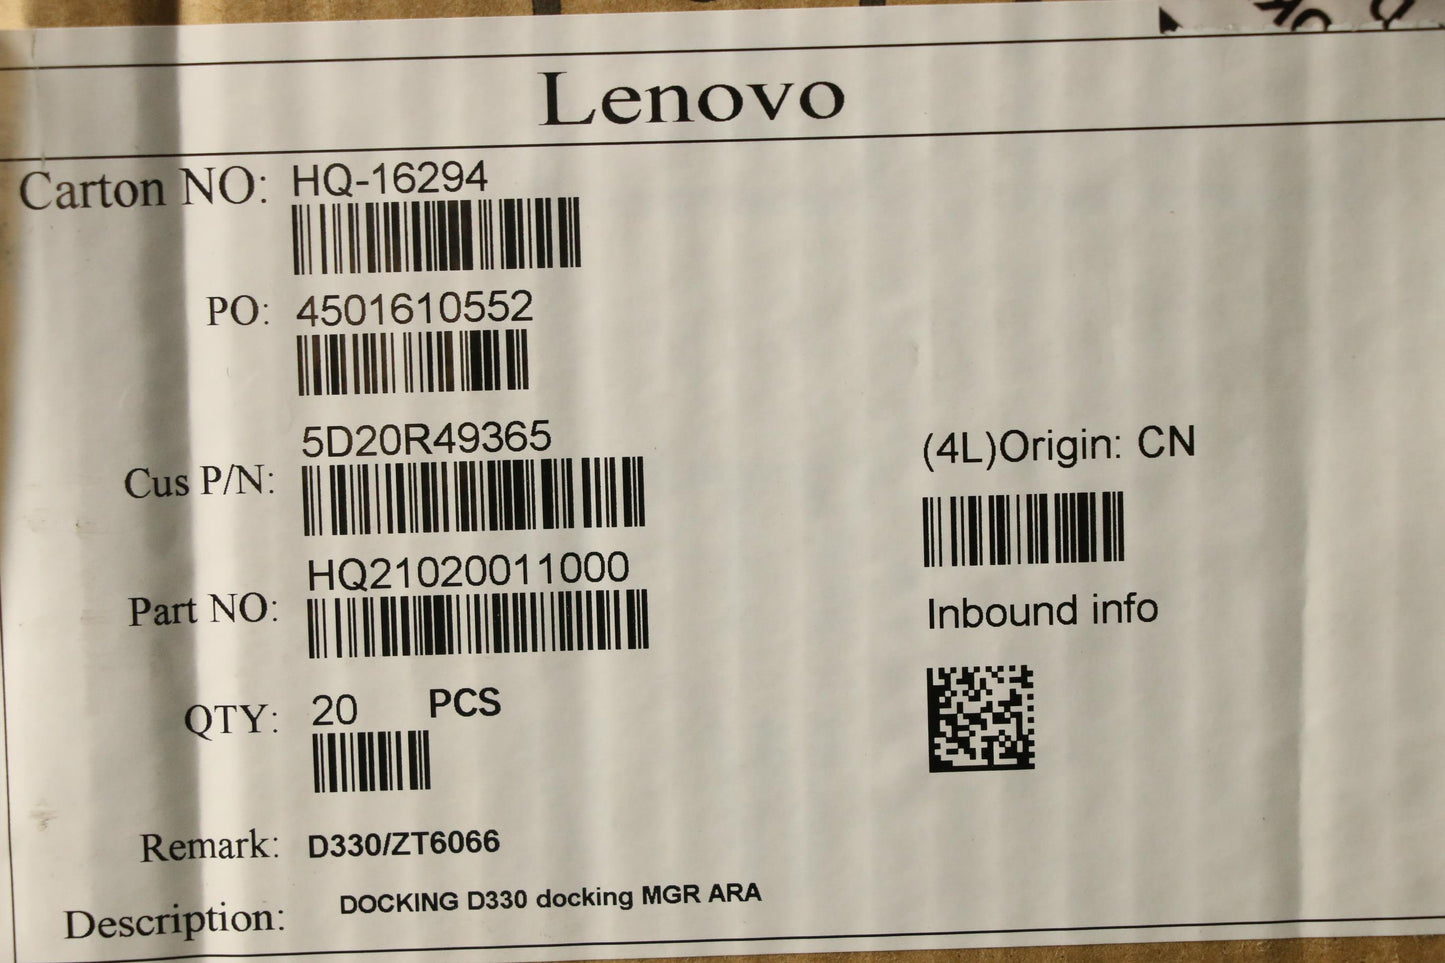 Lenovo
Carton NO: HQ-16294
PO: 4501610552
Cus P/N: 5D20R49365
(4L)Origin: CN
Part NO: HQ21020011000
Inbound info
QTY: 20 PCS
Remark: D330/ZT6066
Description: DOCKING D330 docking MGR ARA